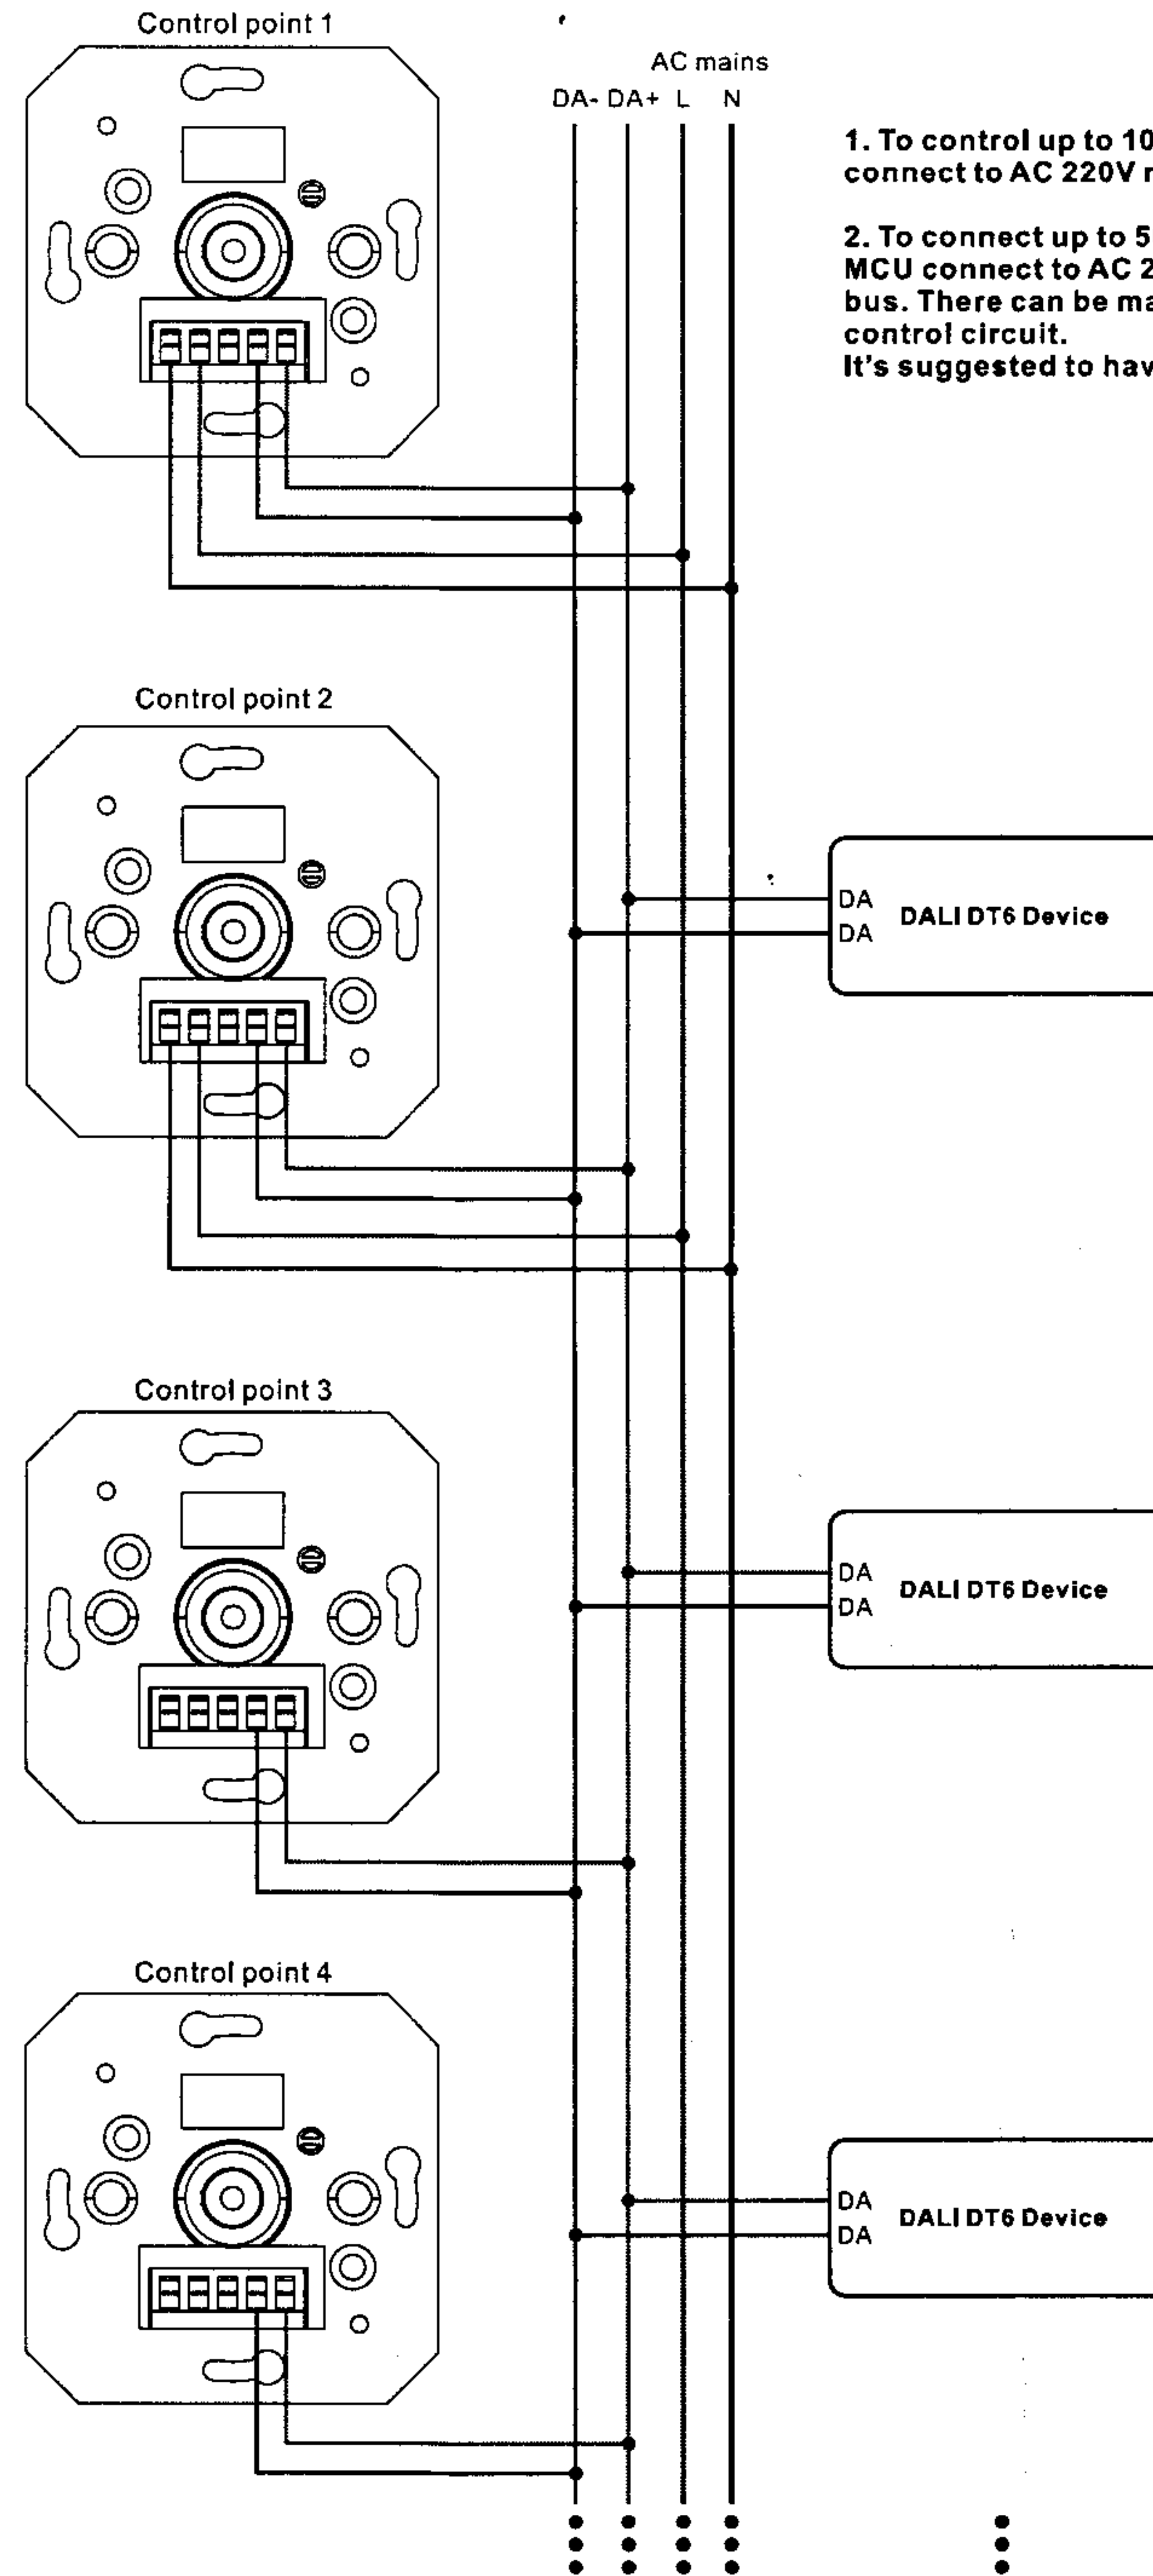 Control point 1
AC mains
DA- DA+ L N
1. To control up to 10
connect to AC 220V
2. To connect up to 5
MCU connect to AC 2
bus. There can be
control circuit.
It's suggested to
Control point 2
DA
DA
DALI DT6 Device
Control point 3
DA
DA
DALI DT6 Device
Control point 4
DA
DA
DALI DT6 Device